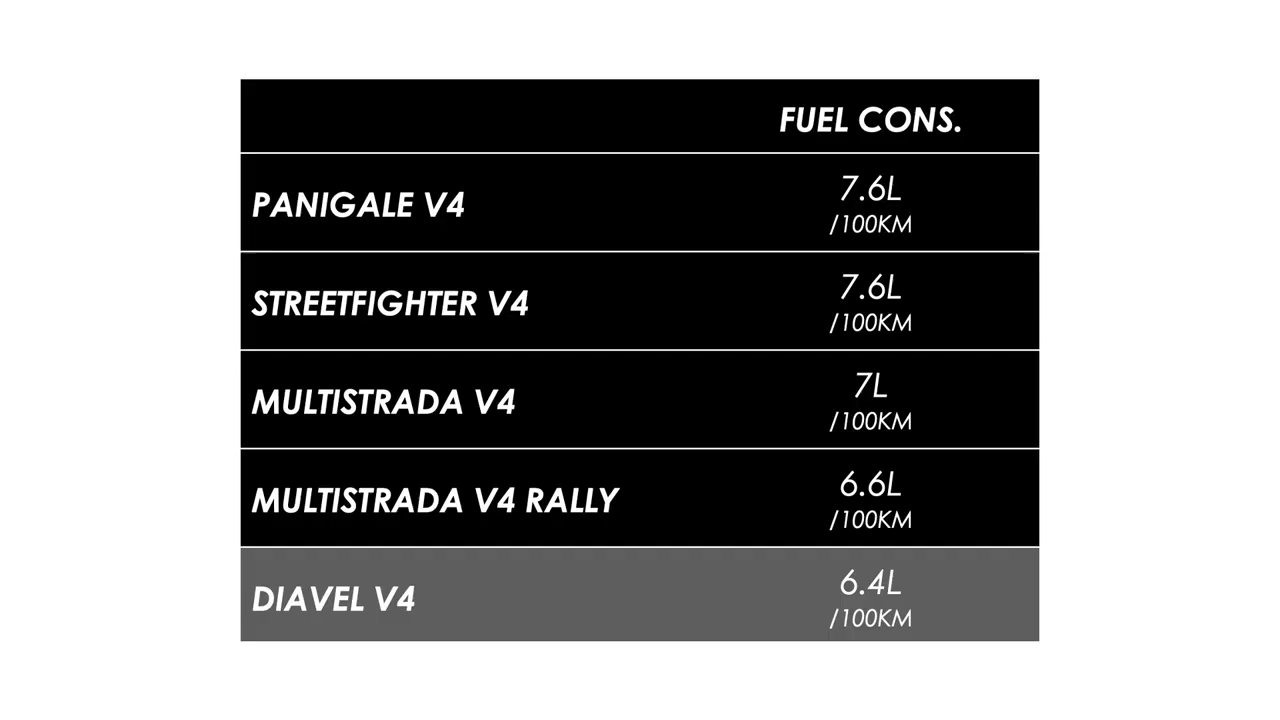 FUEL CONS.
PANIGALE V4
7.6L
/100KM
STREETFIGHTER V4
7.6L
/100KM
MULTISTRADA V4
7L
/100KM
MULTISTRADA V4 RALLY
6.6L
/100KM
DIAVEL V4
6.4L
/100KM